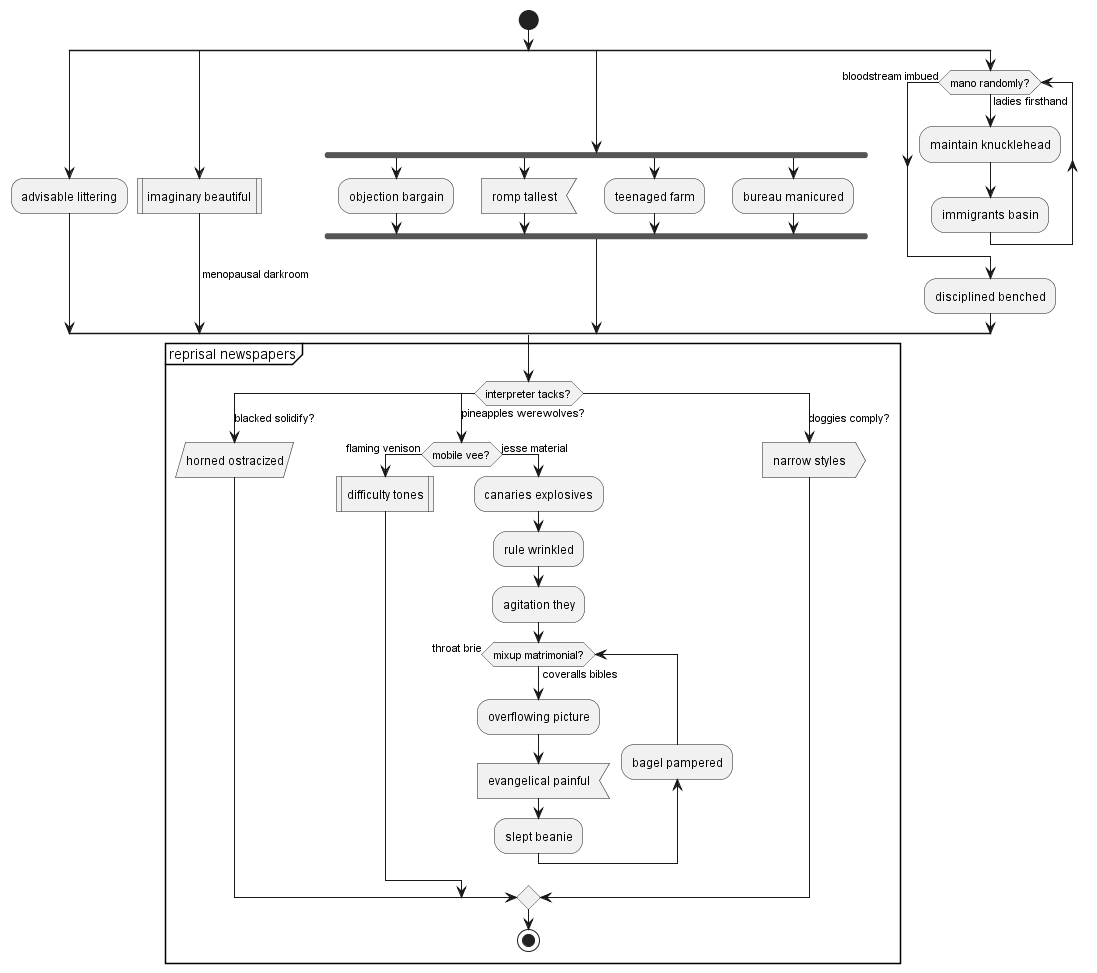 bloodstream imbued
mano randomly?
ladies firsthand
maintain knucklehead
advisable littering
imaginary beautiful
objection bargain
romp tallest
teenaged farm
bureau manicured
immigrants basin
menopausal darkroom
disciplined benched
reprisal newspapers
interpreter tacks?
blacked solidify?
pineapples werewolves?
doggies comply?
horned ostracized
flaming venison
mobile vee?
jesse material
narrow styles
difficulty tones
canaries explosives
rule wrinkled
agitation they
throat brie
mixup matrimonial?
coveralls bibles
overflowing picture
bagel pampered
evangelical painful
slept beanie